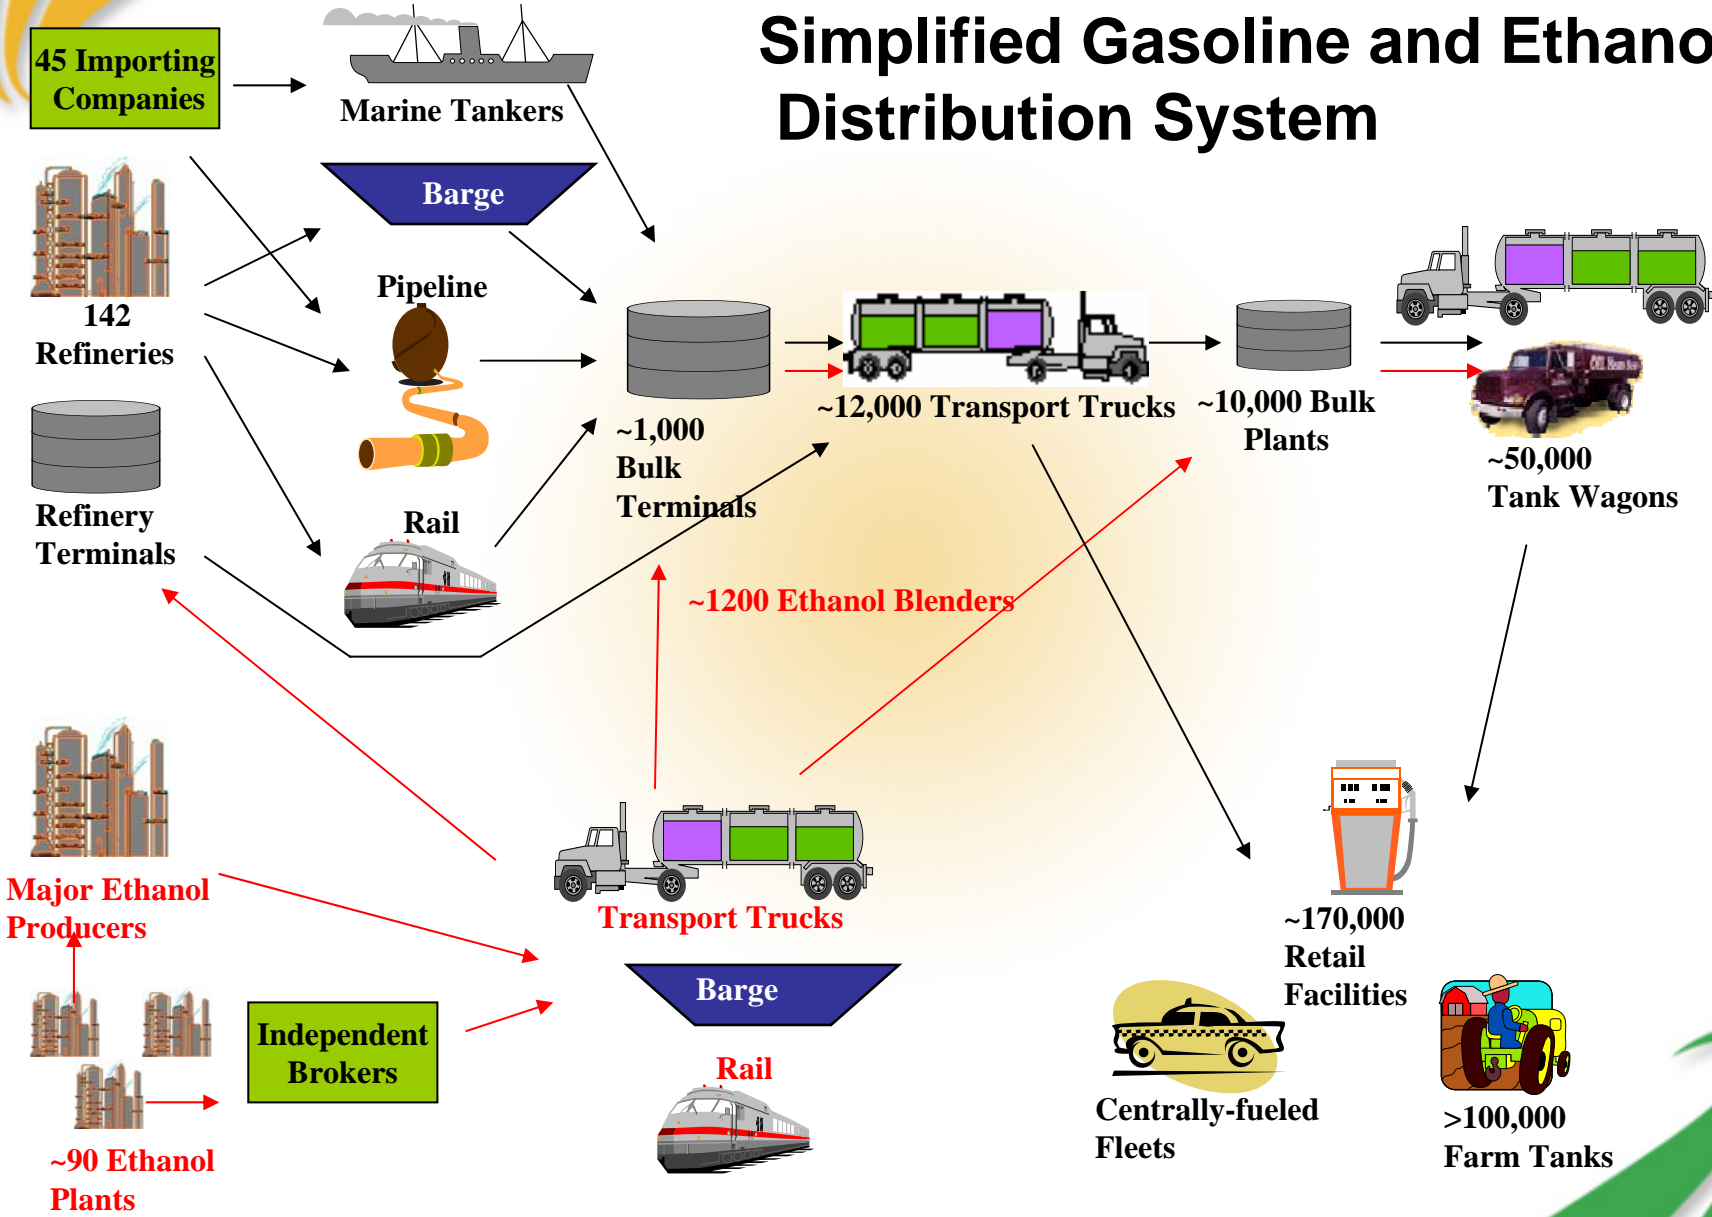 Simplified Gasoline and Ethano
Distribution System
45 Importing
Companies
Marine Tankers
Barge
142
Refineries
Pipeline
Refinery
Terminals
Rail
~1,000
Bulk
Terminals
~12,000 Transport Trucks
~10,000 Bulk
Plants
~50,000
Tank Wagons
~1200 Ethanol Blenders
Major Ethanol
Producers
Transport Trucks
Barge
Rail
Independent
Brokers
~90 Ethanol
Plants
~170,000
Retail
Facilities
Centrally-fueled
Fleets
>100,000
Farm Tanks